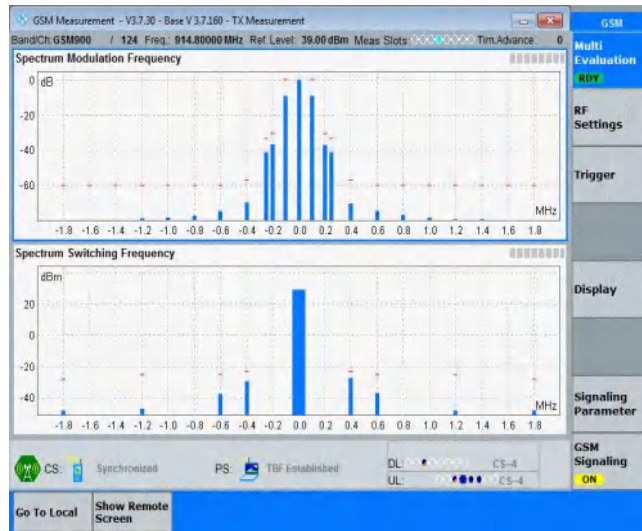 GSM Measurement - V3.7.30 - Base V 3.7.160 - TX Measurement
GSM
Band/Ch: GSM900 / 124 Freq.: 914.80000 MHz Ref. Level: 39.00 dBm Meas Slots: Tim.Advance: 0
Multi Evaluation
RDY
Spectrum Modulation Frequency
0
dB
-20
-40
-60
MHz
-1.8 -1.6 -1.4 -1.2 -1.0 -0.8 -0.6 -0.4 -0.2 0.0 0.2 0.4 0.6 0.8 1.0 1.2 1.4 1.6 1.8
RF Settings
Trigger
Spectrum Switching Frequency
dBm
20
0
-20
-40
MHz
-1.8 -1.6 -1.4 -1.2 -1.0 -0.8 -0.6 -0.4 -0.2 0.0 0.2 0.4 0.6 0.8 1.0 1.2 1.4 1.6 1.8
Display
Signaling Parameter
GSM Signaling
ON
CS: Synchronized PS: TBF Established
DL: CS-4
UL: CS-4
Go To Local
Show Remote Screen